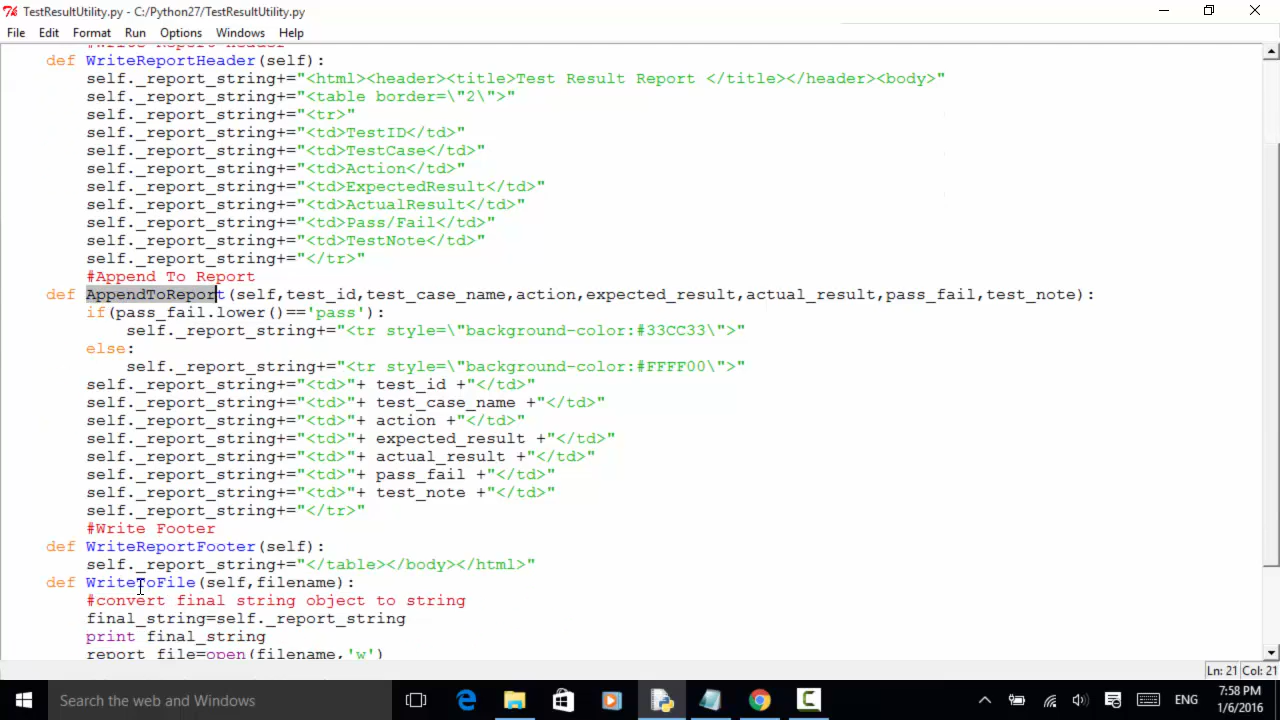 TestResultUtility.py - C:/Python27/TestResultUtility.py
File Edit Format Run Options Windows Help
#Write Report Header
def WriteReportHeader(self):
self._report_string+="<html><header><title>Test Result Report </title></header><body>"
self._report_string+="<table border=\"2\">"
self._report_string+="<tr>"
self._report_string+="<td>TestID</td>"
self._report_string+="<td>TestCase</td>"
self._report_string+="<td>Action</td>"
self._report_string+="<td>ExpectedResult</td>"
self._report_string+="<td>ActualResult</td>"
self._report_string+="<td>Pass/Fail</td>"
self._report_string+="<td>TestNote</td>"
self._report_string+="</tr>"
#Append To Report
def AppendToReport(self,test_id,test_case_name,action,expected_result,actual_result,pass_fail,test_note):
if(pass_fail.lower()=='pass'):
self._report_string+="<tr style=\"background-color:#33CC33\">"
else:
self._report_string+="<tr style=\"background-color:#FFFF00\">"
self._report_string+="<td>"+ test_id +"</td>"
self._report_string+="<td>"+ test_case_name +"</td>"
self._report_string+="<td>"+ action +"</td>"
self._report_string+="<td>"+ expected_result +"</td>"
self._report_string+="<td>"+ actual_result +"</td>"
self._report_string+="<td>"+ pass_fail +"</td>"
self._report_string+="<td>"+ test_note +"</td>"
self._report_string+="</tr>"
#Write Footer
def WriteReportFooter(self):
self._report_string+="</table></body></html>"
def WriteToFile(self,filename):
#convert final string object to string
final_string=self._report_string
print final_string
report_file=open(filename,'w')
Ln: 21 Col: 21
Search the web and Windows
ENG
7:58 PM
1/6/2016